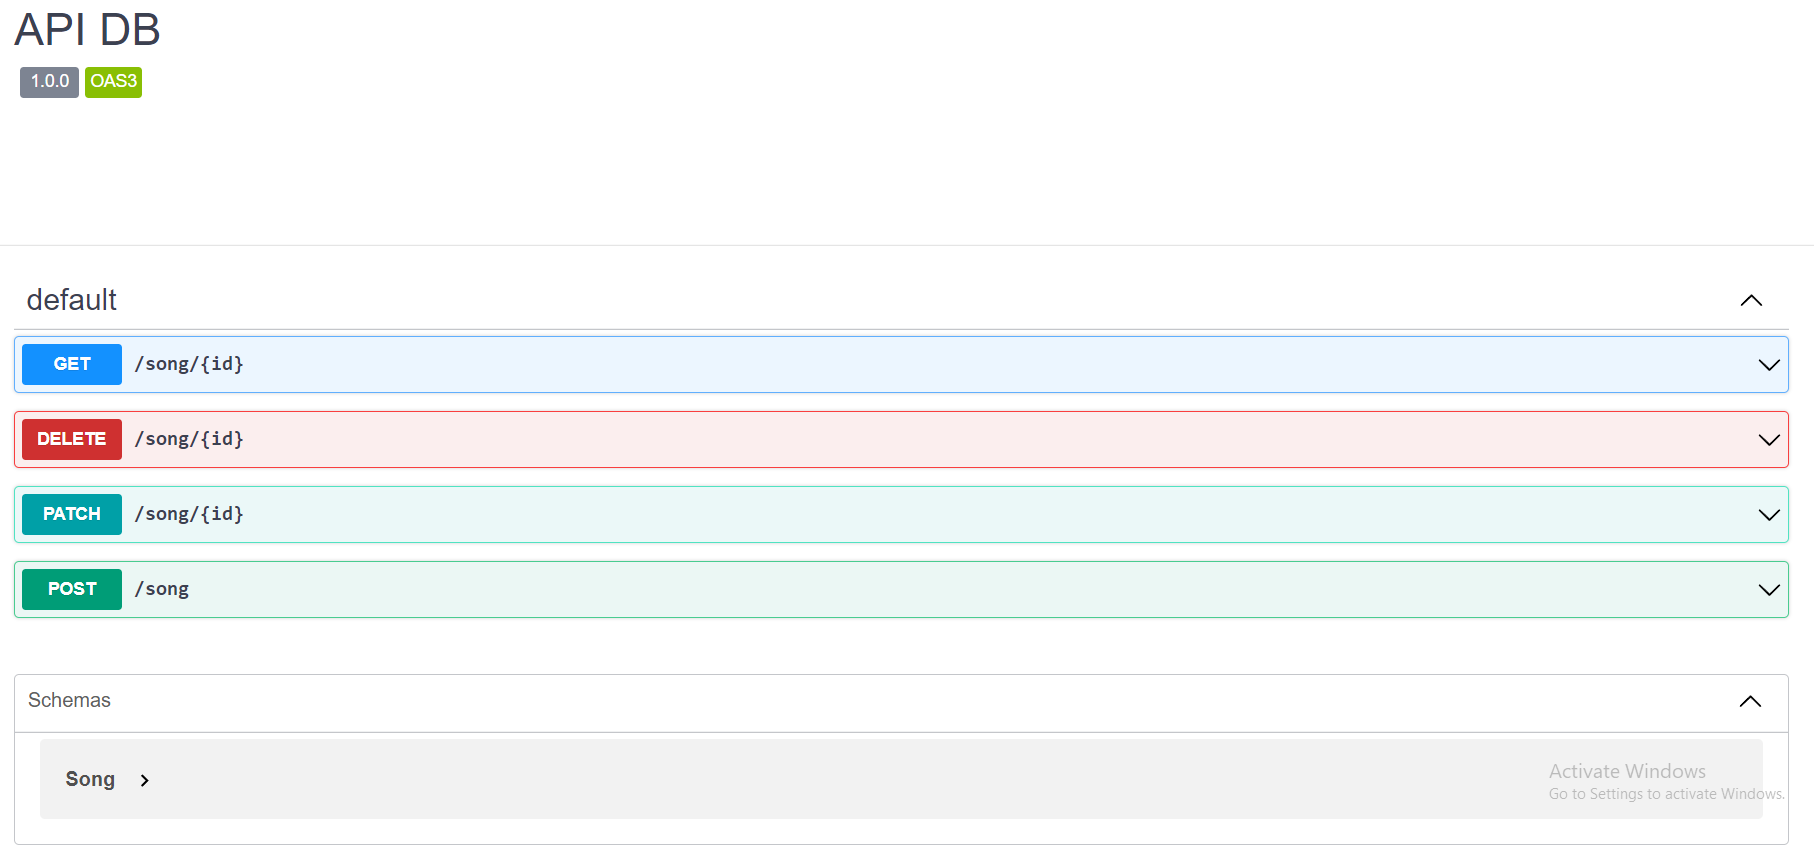 API DB
1.0.0 OAS3
default
GET /song/{id}
DELETE /song/{id}
PATCH /song/{id}
POST /song
Schemas
Song
Activate Windows
Go to Settings to activate Windows.